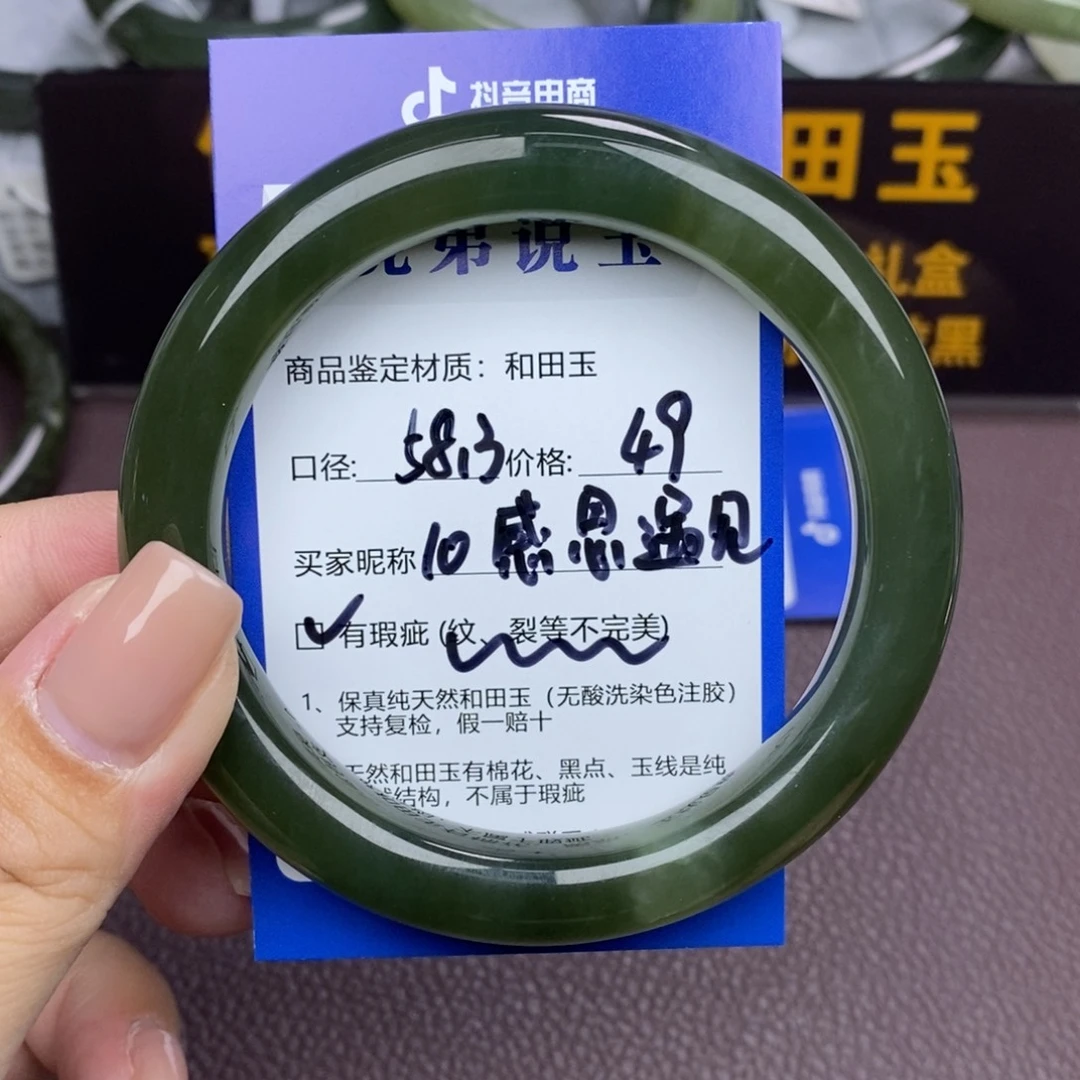 抖音电商
田玉
兄弟说玉
礼盒
黑
商品鉴定材质：和田玉
口径：58.13 价格：49
买家昵称 10 感恩遇见
有瑕疵 (纹、裂等不完美)
1、保真纯天然和田玉（无酸洗染色注胶）
支持复检，假一赔十
天然和田玉有棉花、黑点、玉线是纯
结构，不属于瑕疵